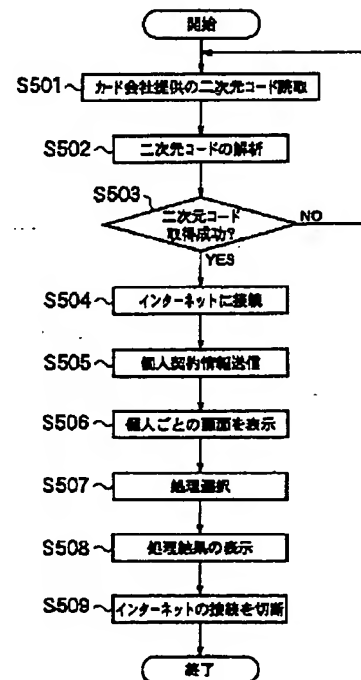 開始
S501
カード会社提供の二次元コード読取
S502
二次元コードの解析
S503
二次元コード
取得成功?
NO
YES
S504
インターネットに接続
S505
個人契約情報送信
S506
個人ごとの画面を表示
S507
処理選択
S508
処理結果の表示
S509
インターネットの接続を切断
終了